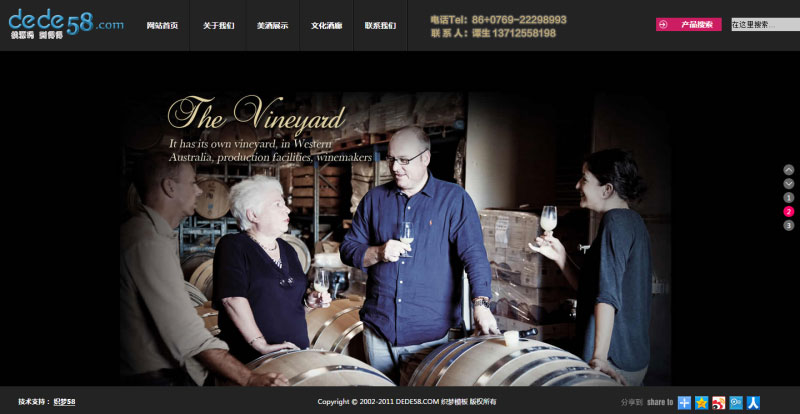 dede58.com
织梦吧 谢哥哥
网站首页
关于我们
美酒展示
文化酒廊
联系我们
电话Tel: 86+0769-22298993
联 系 人: 谭生 13712558198
产品搜索
在这里搜索...
The Vineyard
It has its own vineyard, in Western
Australia, production facilities, winemakers
1
2
3
技术支持： 织梦58
Copyright © 2002-2011 DEDE58.COM 织梦模板 版权所有
分享到 share to